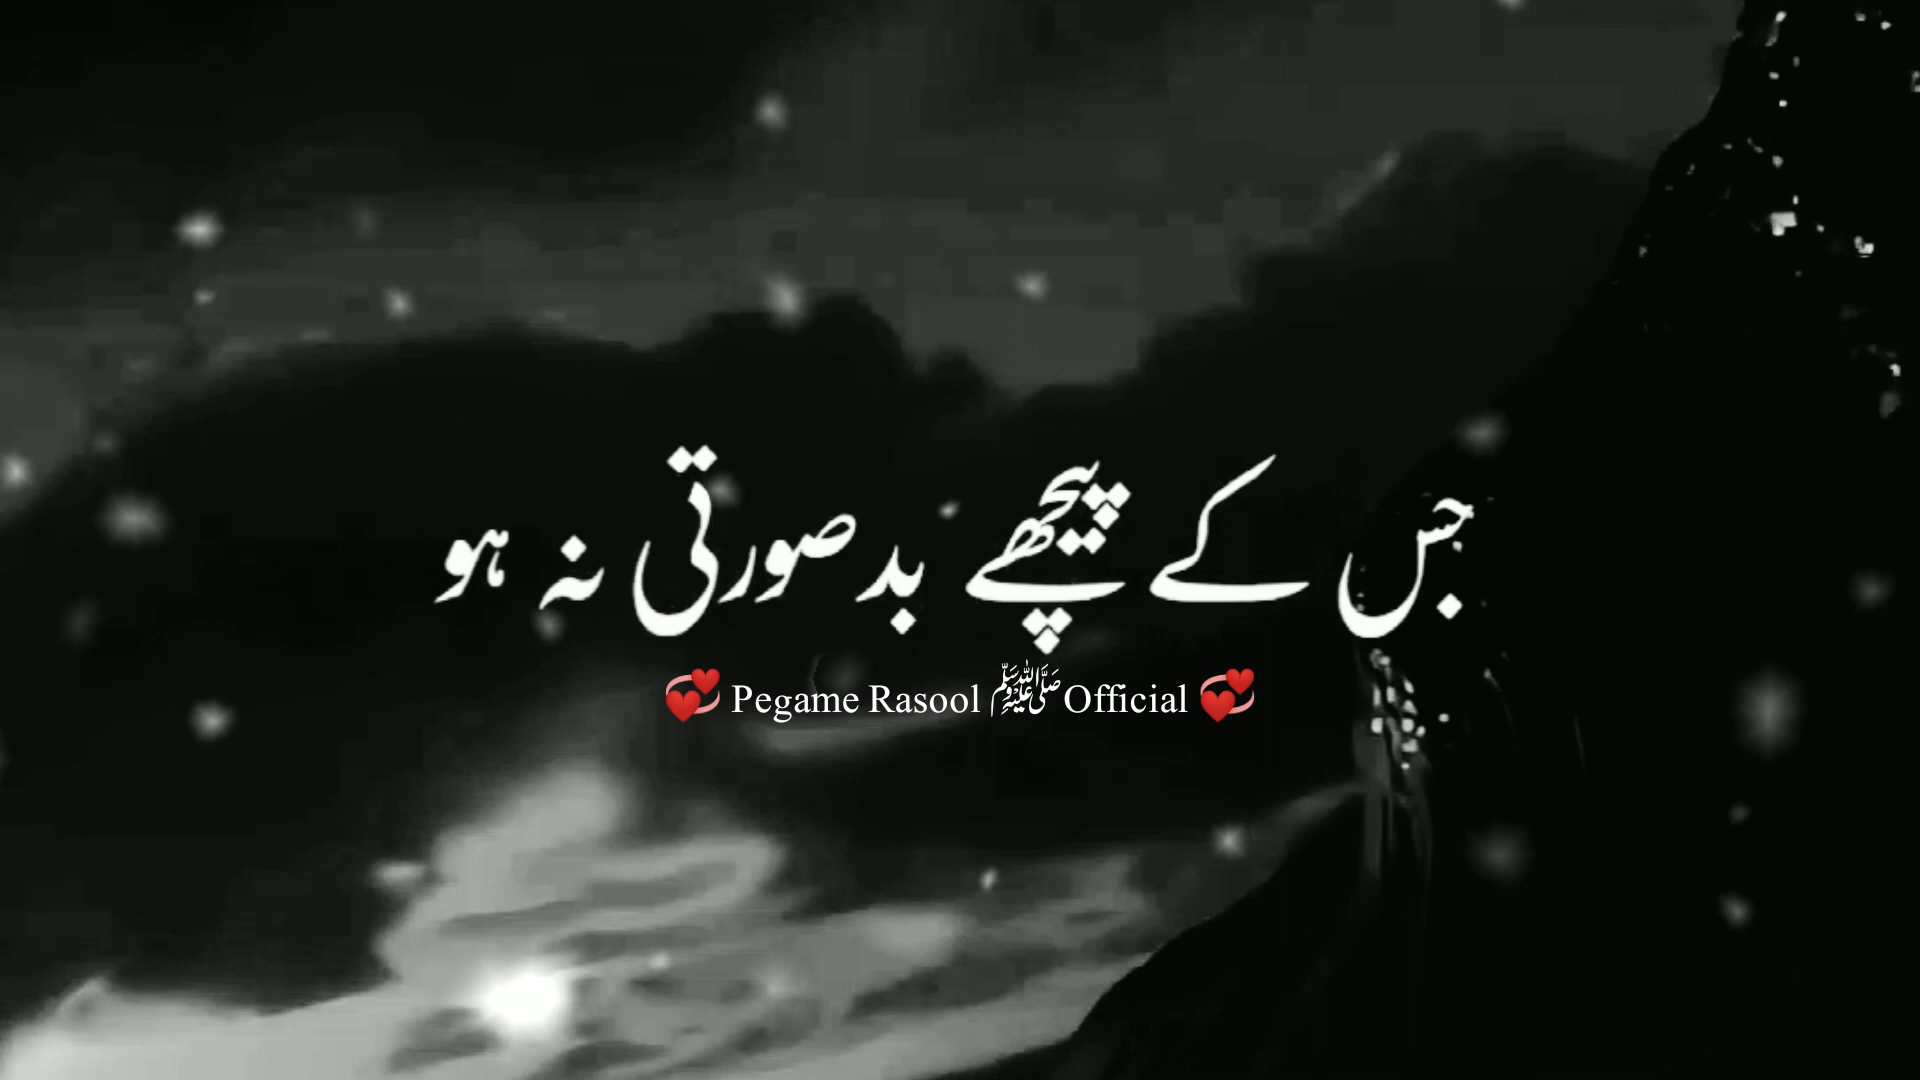 جس کے پیچھے بدصورتی نہ ہو
💞 Pegame Rasool ﷺ Official 💞